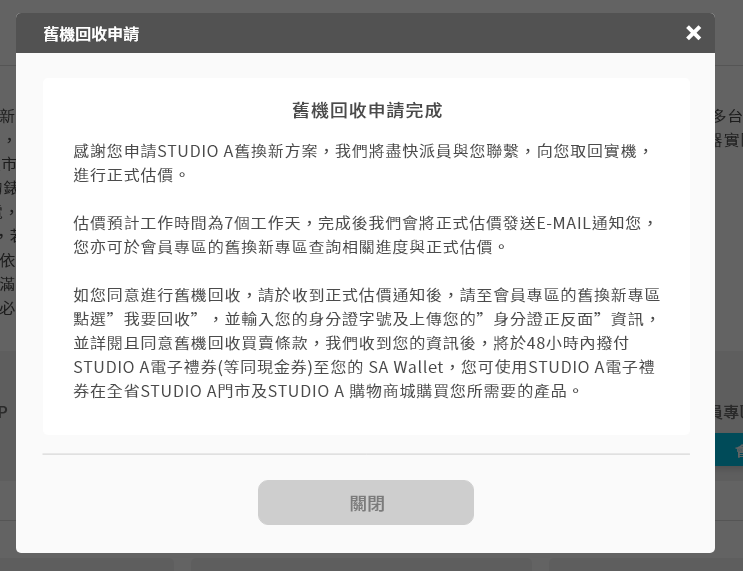 舊機回收申請
舊機回收申請完成
感謝您申請STUDIO A舊換新方案，我們將盡快派員與您聯繫，向您取回實機，
進行正式估價。
估價預計工作時間為7個工作天，完成後我們會將正式估價發送E-MAIL通知您，
您亦可於會員專區的舊換新專區查詢相關進度與正式估價。
如您同意進行舊機回收，請於收到正式估價通知後，請至會員專區的舊換新專區
點選”我要回收”，並輸入您的身分證字號及上傳您的”身分證正反面”資訊，
並詳閱且同意舊機回收買賣條款，我們收到您的資訊後，將於48小時內撥付
STUDIO A電子禮券(等同現金券)至您的 SA Wallet，您可使用STUDIO A電子禮
券在全省STUDIO A門市及STUDIO A 購物商城購買您所需要的產品。
關閉